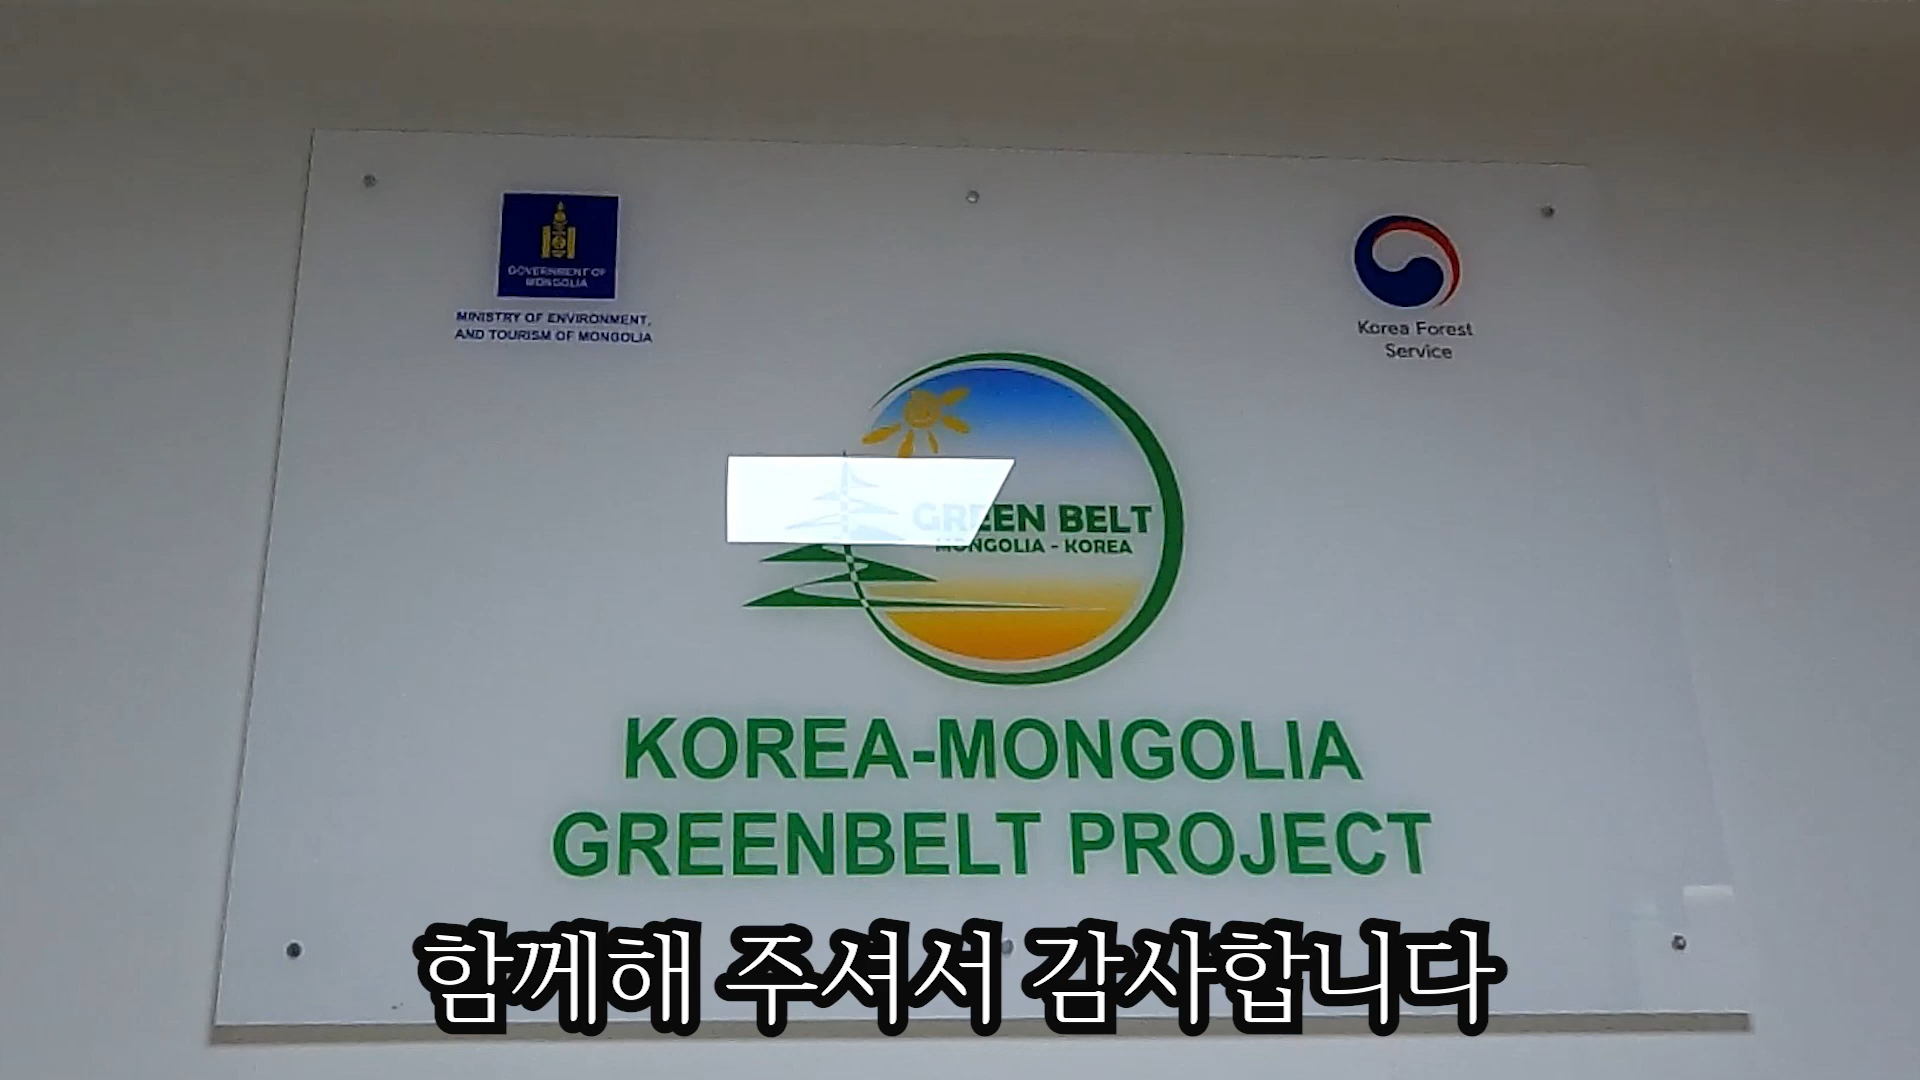 GOVERNMENT OF
MONGOLIA
MINISTRY OF ENVIRONMENT,
AND TOURISM OF MONGOLIA
Korea Forest
Service
GREEN BELT
MONGOLIA - KOREA
KOREA-MONGOLIA
GREENBELT PROJECT
함께해 주셔서 감사합니다